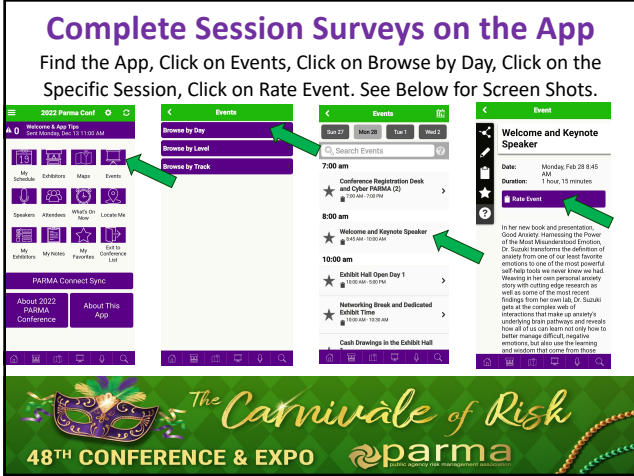 Complete Session Surveys on the App
Find the App, Click on Events, Click on Browse by Day, Click on the
Specific Session, Click on Rate Event. See Below for Screen Shots.
2022 Parma Conf
0
Welcome & App Tips
Sent Monday, Dec 13 11:00 AM
19
My
Schedule
Exhibitors
Maps
Events
Speakers
Attendees
What's On
Now
Locate Me
My
Exhibitors
My Notes
My
Favorites
Exit to
Conference
List
PARMA Connect Sync
About 2022
PARMA
Conference
About This
App
Events
Browse by Day
Browse by Level
Browse by Track
Events
Sun 27
Mon 28
Tue 1
Wed 2
Search Events
?
7:00 am
Conference Registration Desk
and Cyber PARMA (2)
7:00 AM - 7:00 PM
8:00 am
Welcome and Keynote Speaker
8:45 AM - 10:00 AM
10:00 am
Exhibit Hall Open Day 1
10:00 AM - 5:00 PM
Networking Break and Dedicated
Exhibit Time
10:00 AM - 10:30 AM
Cash Drawings in the Exhibit Hall
Event
Welcome and Keynote
Speaker
Date: Monday, Feb 28 8:45
AM
Duration: 1 hour, 15 minutes
Rate Event
?
In her new book and presentation,
Good Anxiety: Harnessing the Power
of the Most Misunderstood Emotion,
Dr. Suzuki transforms the definition of
anxiety from one of our least favorite
emotions to one of the most powerful
self-help tools we never knew we had.
Weaving in her own personal anxiety
story with cutting edge research as
well as some of the most recent
findings from her own lab, Dr. Suzuki
gets at the complex web of
interactions that make up anxiety's
underlying brain pathways and reveals
how all of us can learn not only how to
better manage difficult, negative
emotions, but also use the learning
and wisdom that come from those
The Carnivàle of Risk
48TH CONFERENCE & EXPO
parma
public agency risk management association